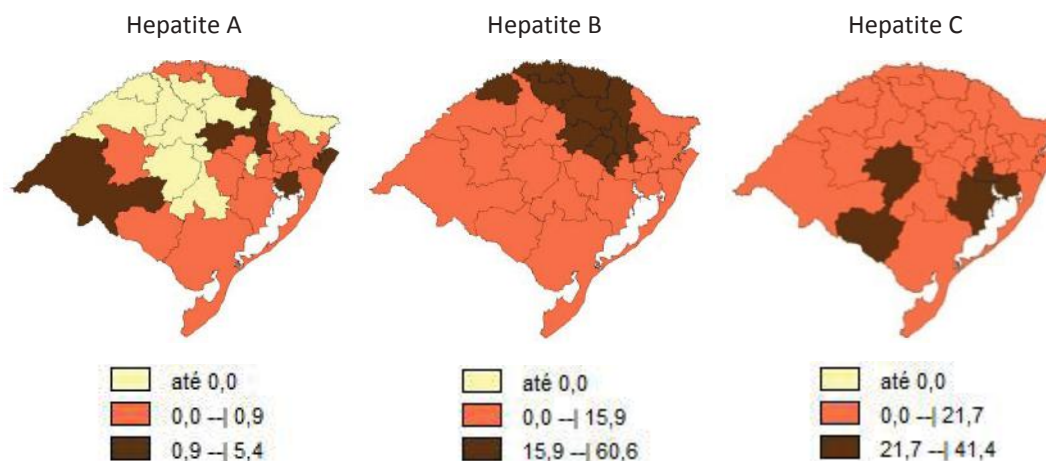 Hepatite A
Hepatite B
Hepatite C
até 0,0
0,0 --| 0,9
0,9 --| 5,4
até 0,0
0,0 --| 15,9
15,9 --| 60,6
até 0,0
0,0 --| 21,7
21,7 --| 41,4